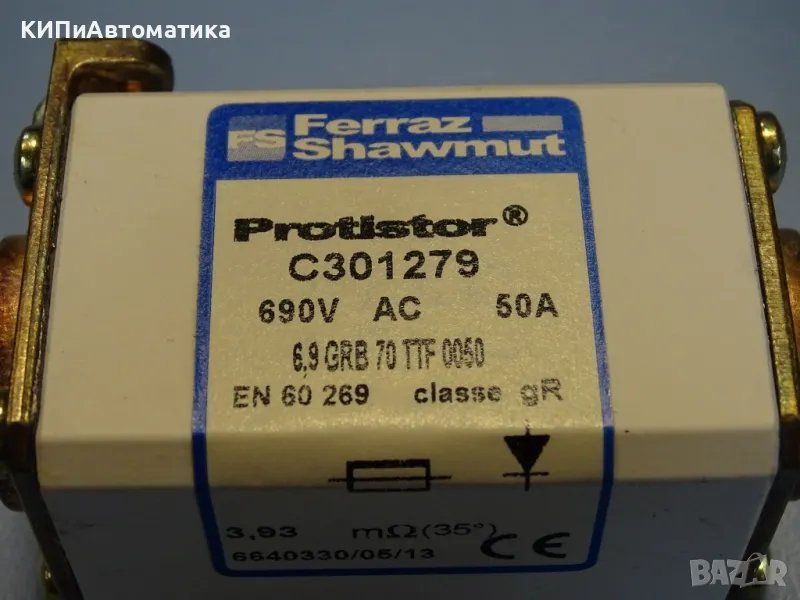 КИПиАвтоматика
FS Ferraz
Shawmut
Protistor®
C301279
690V AC 50A
6,9 GRB 70 TTF 0050
EN 60 269 classe gR
3,93 mΩ(35°)
6640330/05/13 CE
BAZAR